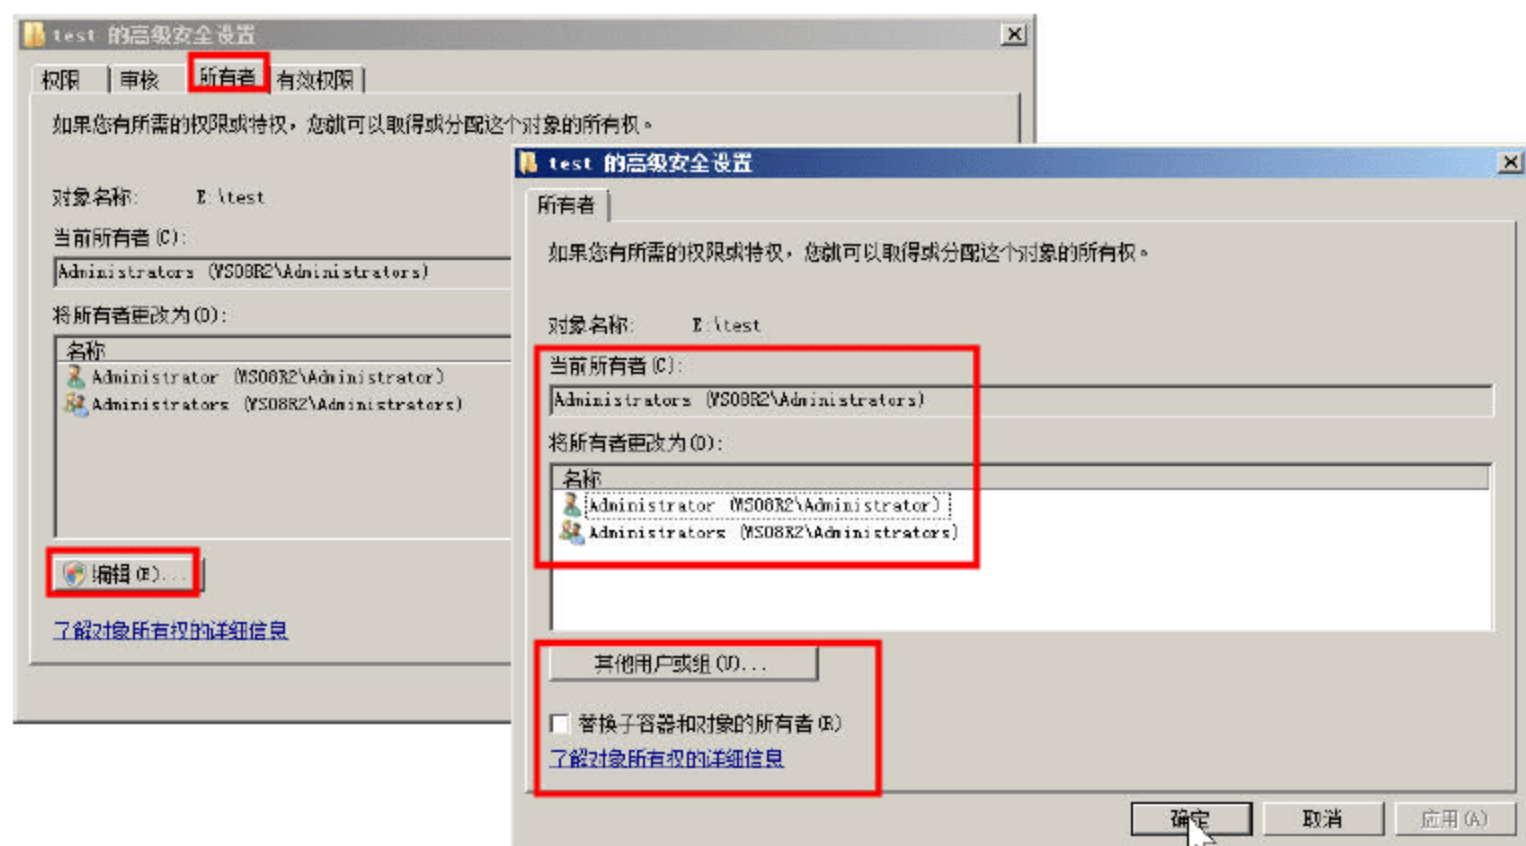 test 的高级安全设置
权限 审核 所有者 有效权限
如果您有所需的权限或特权，您就可以取得或分配这个对象的所有权。
对象名称: E:\test
当前所有者(C):
Administrators (WS08R2\Administrators)
将所有者更改为(O):
名称
Administrator (WS08R2\Administrator)
Administrators (WS08R2\Administrators)
编辑(E)...
了解对象所有权的详细信息
test 的高级安全设置
所有者
如果您有所需的权限或特权，您就可以取得或分配这个对象的所有权。
对象名称: E:\test
当前所有者(C):
Administrators (WS08R2\Administrators)
将所有者更改为(O):
名称
Administrator (WS08R2\Administrator)
Administrators (WS08R2\Administrators)
其他用户或组(U)...
替换子容器和对象的所有者(R)
了解对象所有权的详细信息
确定 取消 应用(A)